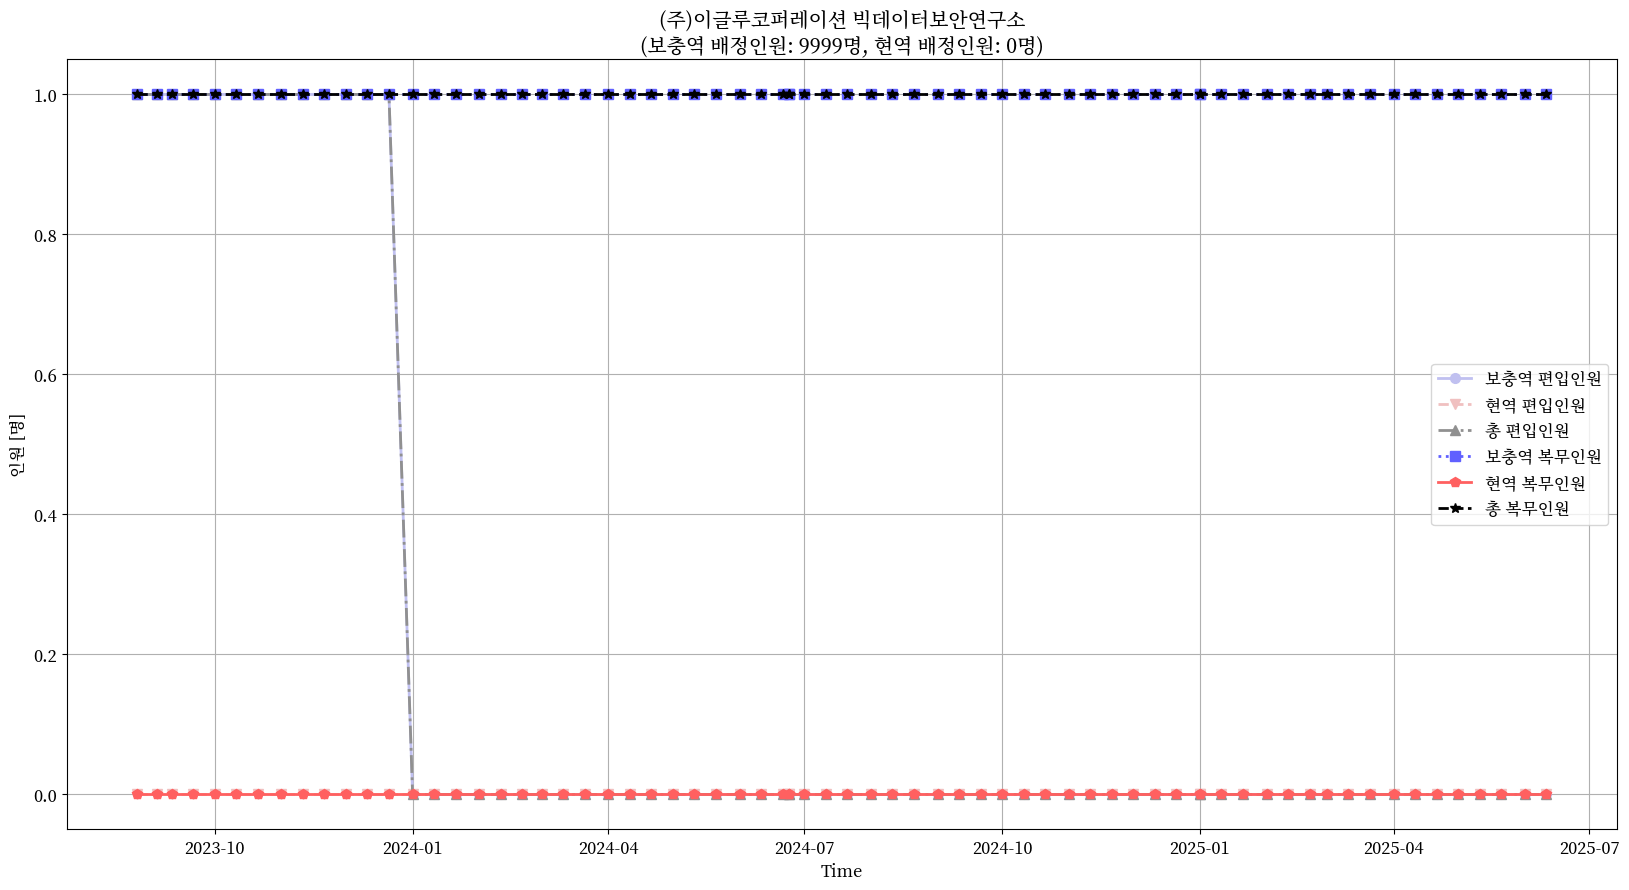 (주)이글루코퍼레이션 빅데이터보안연구소
(보충역 배정인원: 9999명, 현역 배정인원: 0명)
인원 [명]
1.0
0.8
0.6
0.4
0.2
0.0
보충역 편입인원
현역 편입인원
총 편입인원
보충역 복무인원
현역 복무인원
총 복무인원
2023-10
2024-01
2024-04
2024-07
2024-10
2025-01
2025-04
2025-07
Time